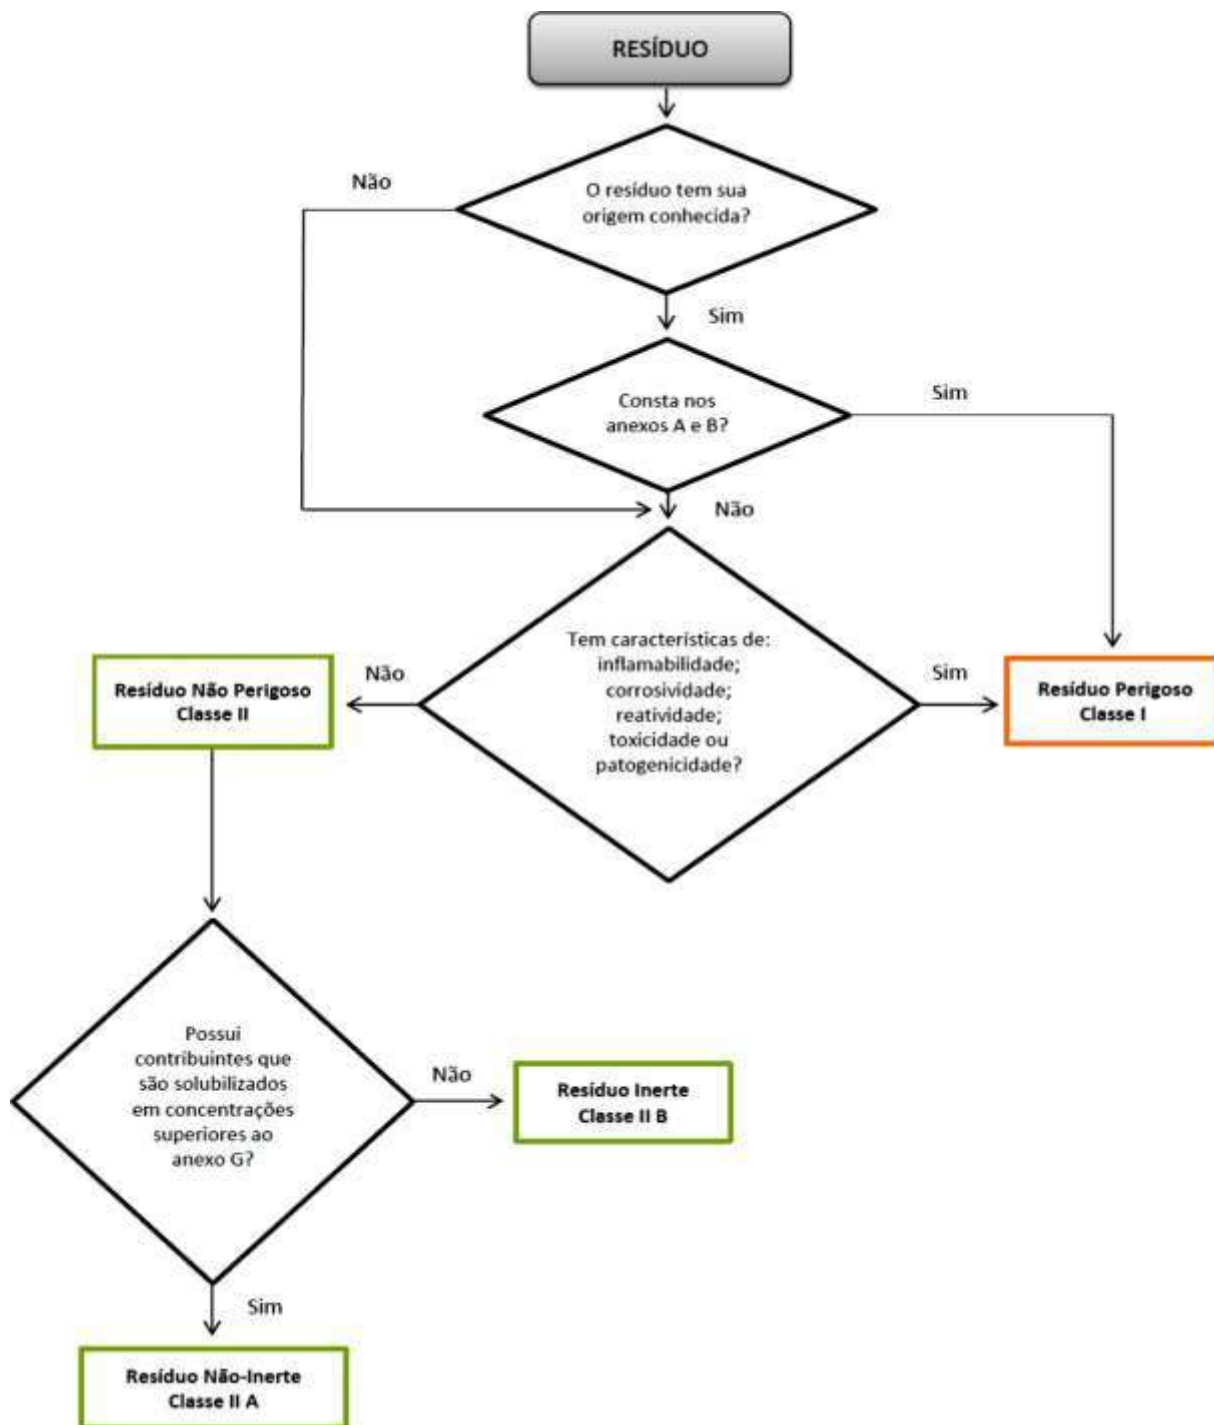 RESÍDUO
Não
O resíduo tem sua
origem conhecida?
Sim
Consta nos
anexos A e B?
Sim
Não
Tem características de:
inflamabilidade;
corrosividade;
reatividade;
toxicidade ou
patogenicidade?
Não
Sim
Resíduo Não Perigoso
Classe II
Resíduo Perigoso
Classe I
Possui
contribuintes que
são solubilizados
em concentrações
superiores ao
anexo G?
Não
Resíduo Inerte
Classe II B
Sim
Resíduo Não-Inerte
Classe II A